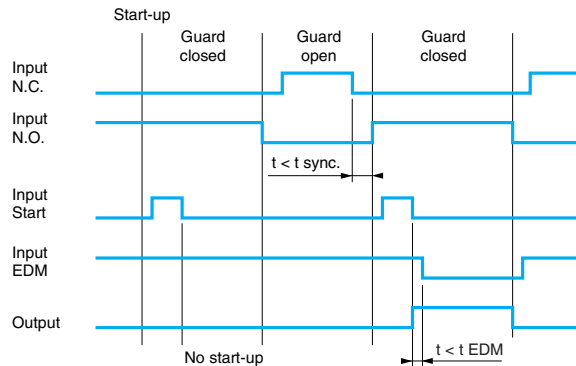 Start-up
Guard
closed
Guard
open
Guard
closed
Input
N.C.
Input
N.O.
t < t sync.
Input
Start
Input
EDM
Output
No start-up
t < t EDM